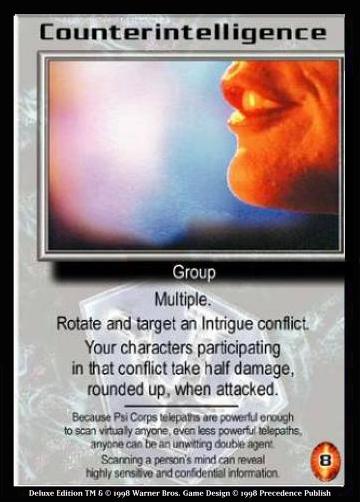 Counterintelligence
Group
Multiple.
Rotate and target an Intrigue conflict.
Your characters participating
in that conflict take half damage,
rounded up, when attacked.
Because Psi Corps telepaths are powerful enough
to scan virtually anyone, even less powerful telepaths,
anyone can be an unwitting double agent.
Scanning a person's mind can reveal
highly sensitive and confidential information.
8
Deluxe Edition TM & © 1998 Warner Bros. Game Design © 1998 Precedence Publish